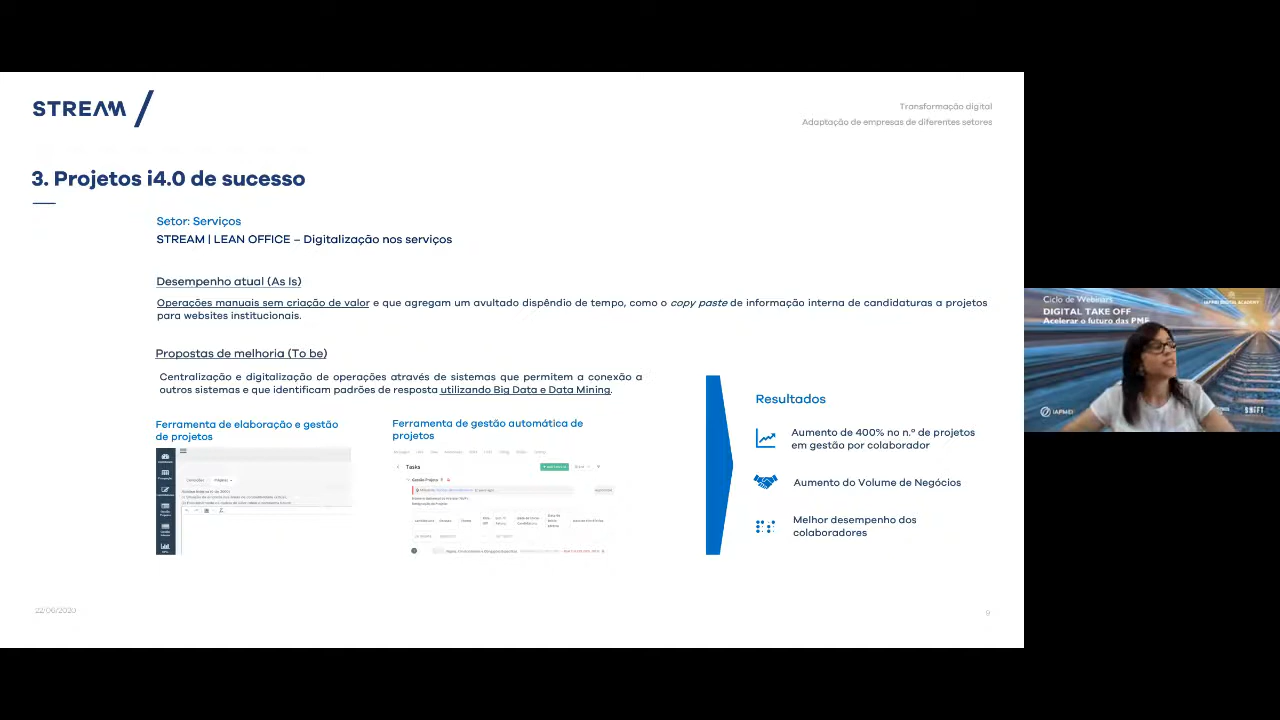 STREAM
Transformação digital
Adaptação de empresas de diferentes setores
3. Projetos i4.0 de sucesso
Setor: Serviços
STREAM | LEAN OFFICE – Digitalização nos serviços
Desempenho atual (As Is)
Operações manuais sem criação de valor e que agregam um avultado dispêndio de tempo, como o copy paste de informação interna de candidaturas a projetos
para websites institucionais.
Propostas de melhoria (To be)
Centralização e digitalização de operações através de sistemas que permitem a conexão a
outros sistemas e que identificam padrões de resposta utilizando Big Data e Data Mining.
Ferramenta de elaboração e gestão
de projetos
Ferramenta de gestão automática de
projetos
Tasks
Resultados
Aumento de 400% no n.º de projetos
em gestão por colaborador
Aumento do Volume de Negócios
Melhor desempenho dos
colaboradores
22/06/2020
9
Ciclo de Webinars
DIGITAL TAKE OFF
Acelerar o futuro das PME
IAPMEI DIGITAL ACADEMY
IAPMEI